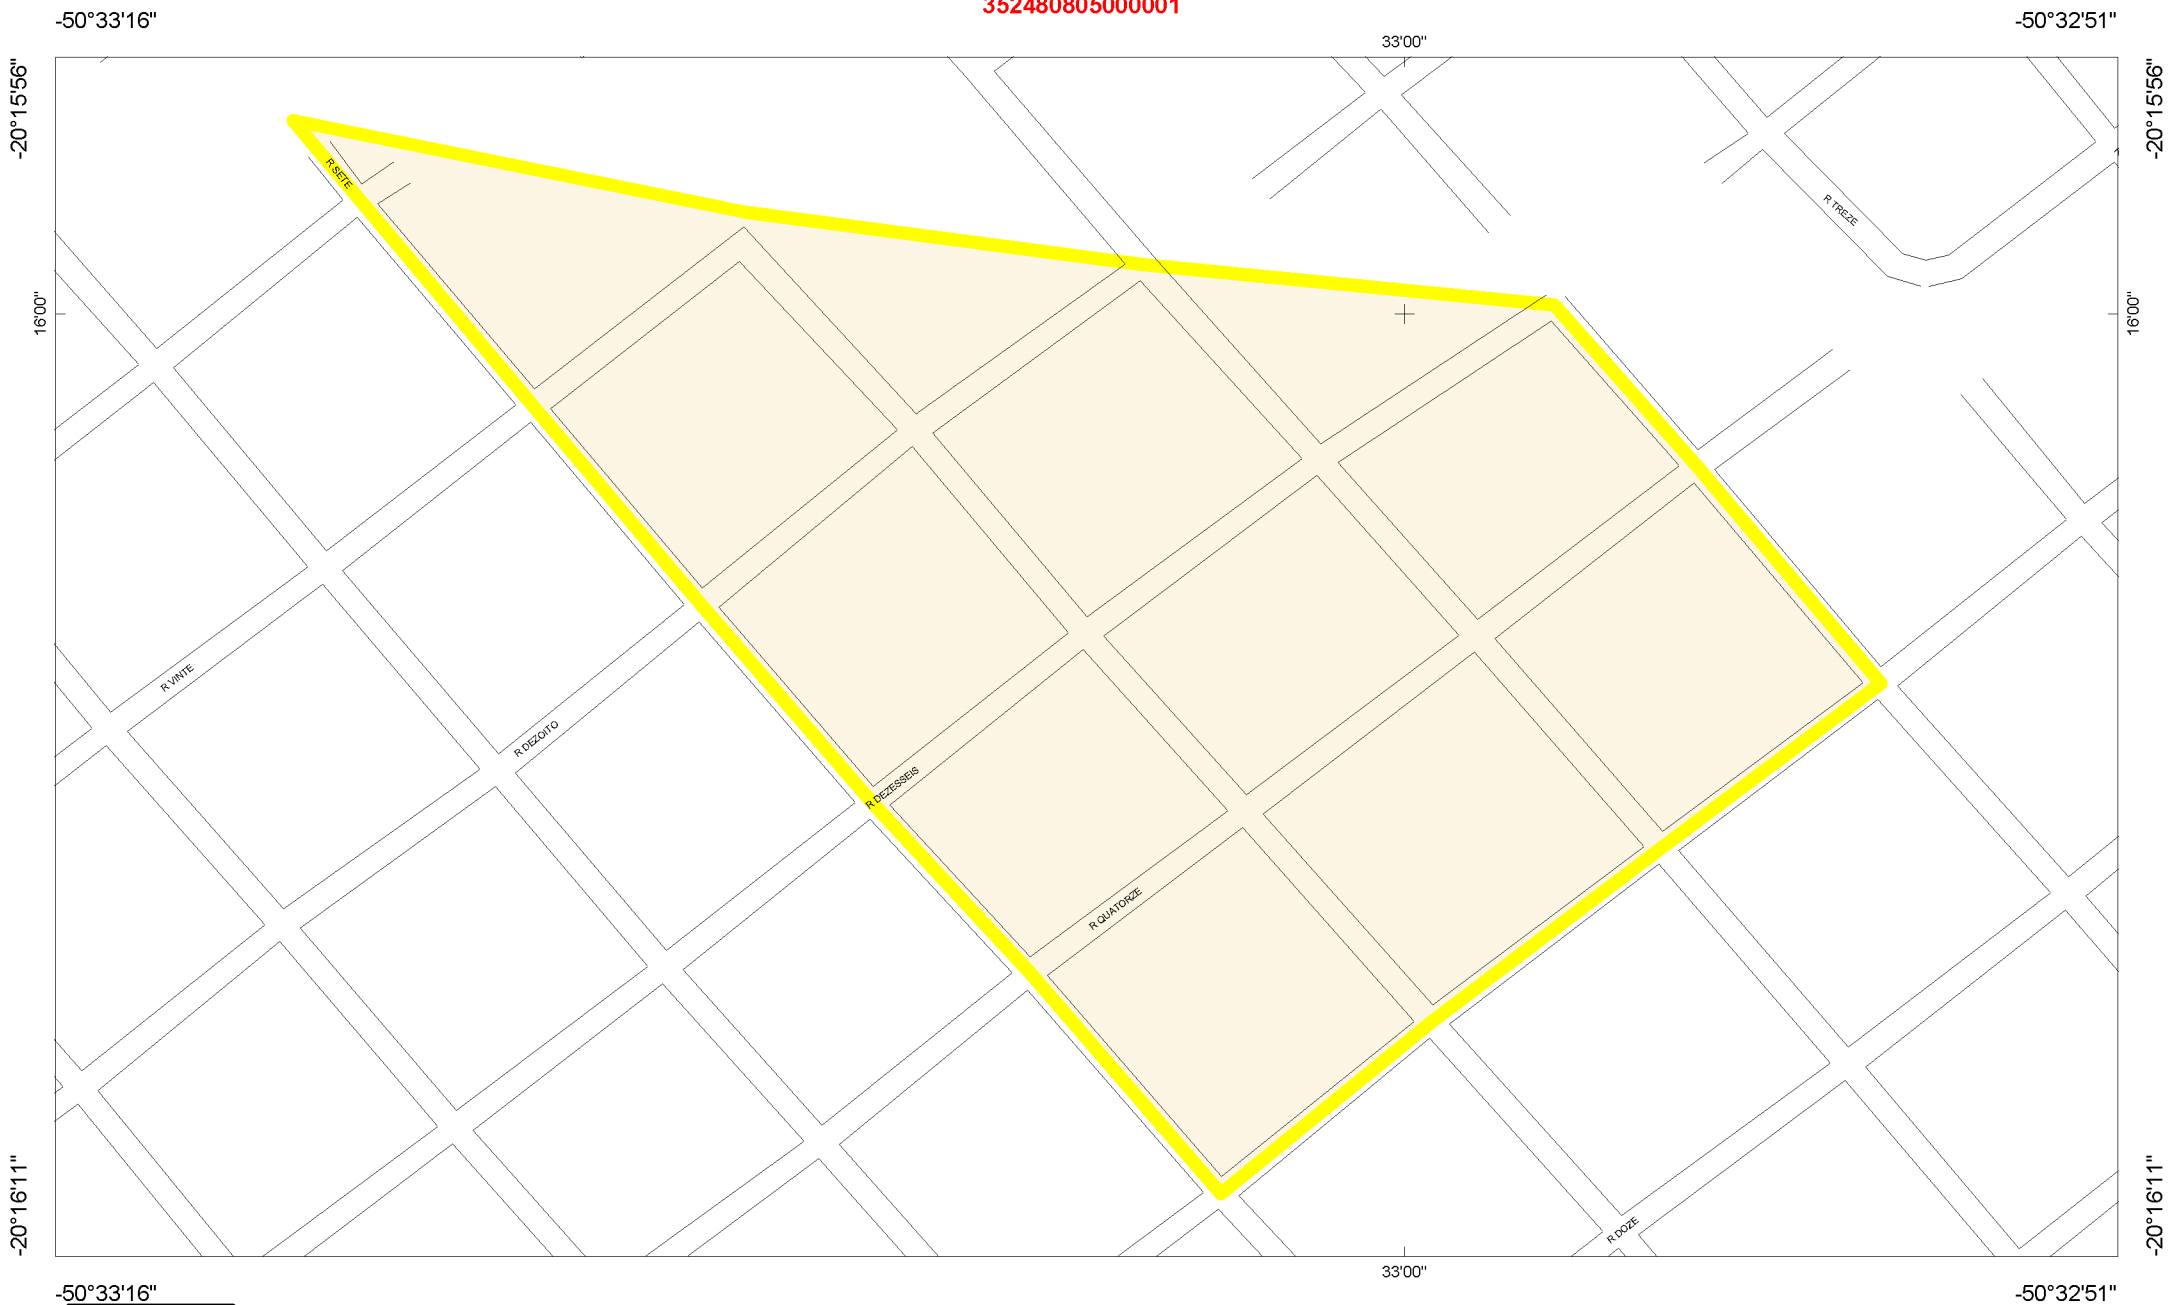 352480805000001
-50°33'16"
-50°32'51"
33'00"
-20°15'56"
-20°15'56"
R SETE
R TREZE
16'00"
16'00"
R VINTE
R DEZOITO
R DEZESSEIS
R QUATORZE
R DOZE
-20°16'11"
-20°16'11"
33'00"
-50°33'16"
-50°32'51"